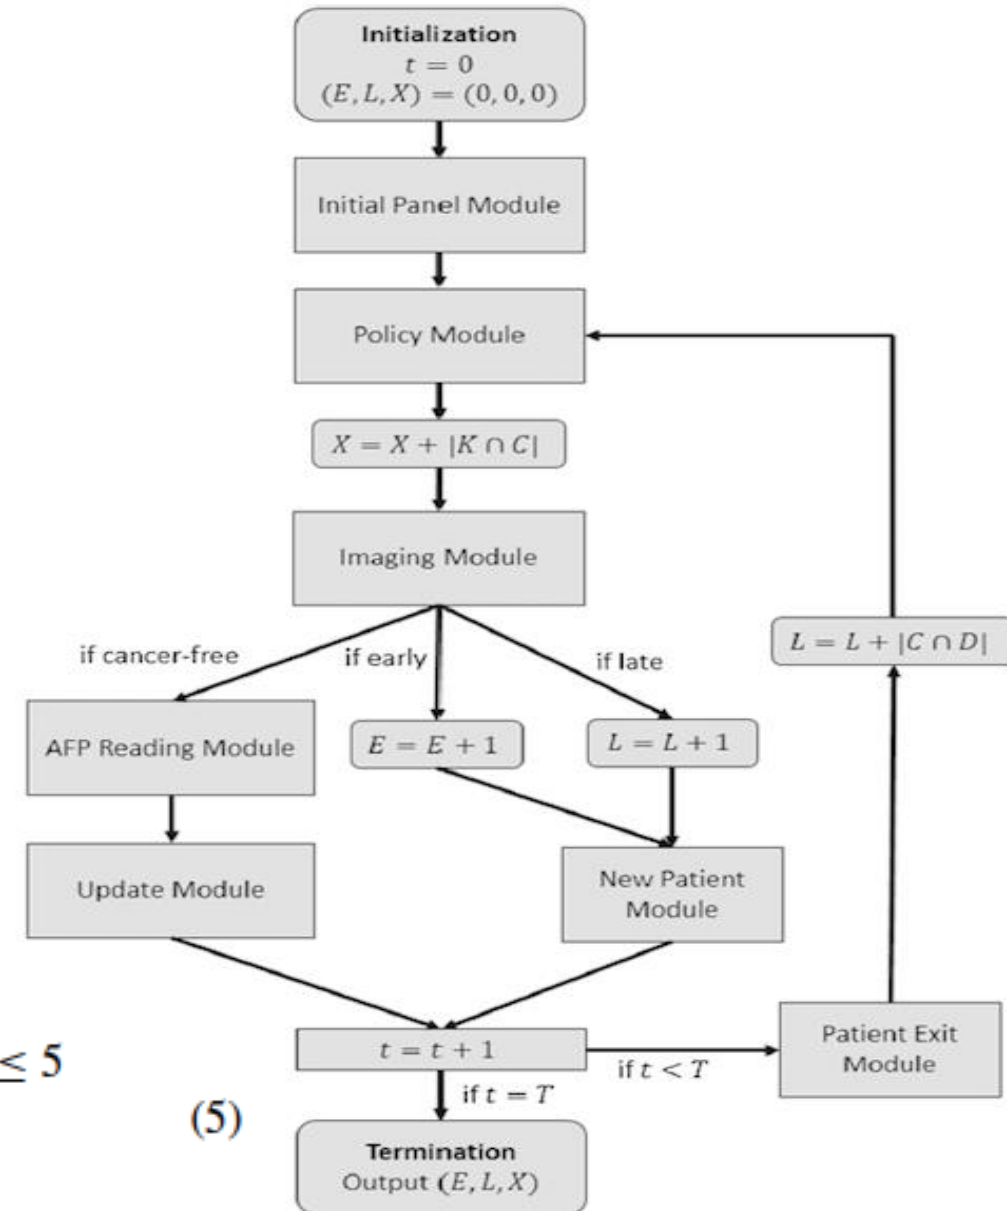 Initialization
t = 0
(E, L, X) = (0, 0, 0)
Initial Panel Module
Policy Module
X = X + |K ∩ C|
Imaging Module
if cancer-free
if early
if late
L = L + |C ∩ D|
AFP Reading Module
E = E + 1
L = L + 1
Update Module
New Patient
Module
t = t + 1
if t < T
Patient Exit
Module
≤ 5
if t = T
(5)
Termination
Output (E, L, X)